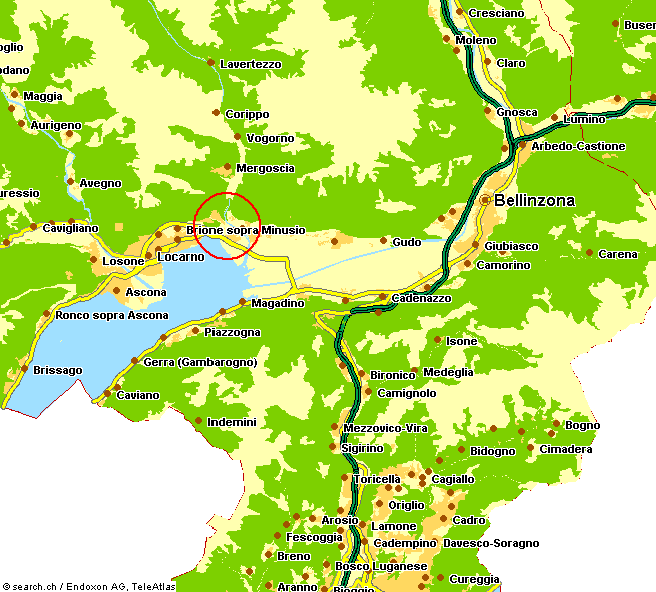 Cresciano
Buser
Moleno
oglio
Lavertezzo
Claro
odano
Maggia
Corippo
Gnosca
Lumino
Aurigeno
Vogorno
Arbedo-Castione
Mergoscia
Avegno
uressio
Bellinzona
Cavigliano
Brione sopra Minusio
Gudo
Giubiasco
Losone
Locarno
Carena
Camorino
Ascona
Magadino
Cadenazzo
Ronco sopra Ascona
Piazzogna
Isone
Gerra (Gambarogno)
Brissago
Bironico
Medeglia
Caviano
Camignolo
Indemini
Mezzovico-Vira
Bogno
Sigirino
Bidogno
Cimadera
Torricella
Cagiallo
Origlio
Arosio
Lamone
Cadro
Fescoggia
Cadempino
Davesco-Soragno
Breno
Bosco Luganese
Cureggia
Aranno
Bioggio
© search.ch / Endoxon AG, TeleAtlas